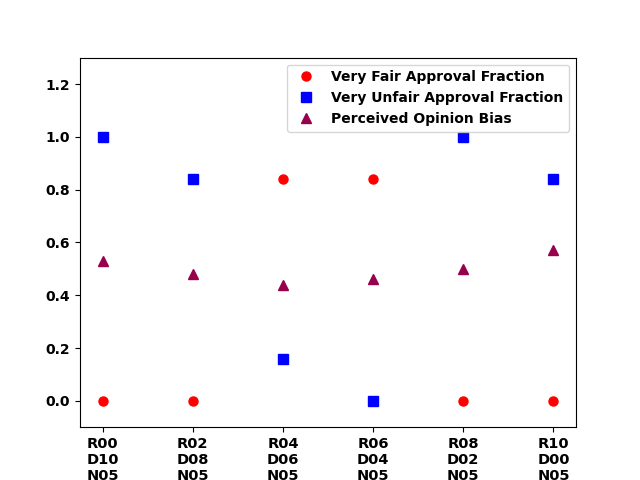 Very Fair Approval Fraction
Very Unfair Approval Fraction
Perceived Opinion Bias
1.2
1.0
0.8
0.6
0.4
0.2
0.0
R00 R02 R04 R06 R08 R10
D10 D08 D06 D04 D02 D00
N05 N05 N05 N05 N05 N05